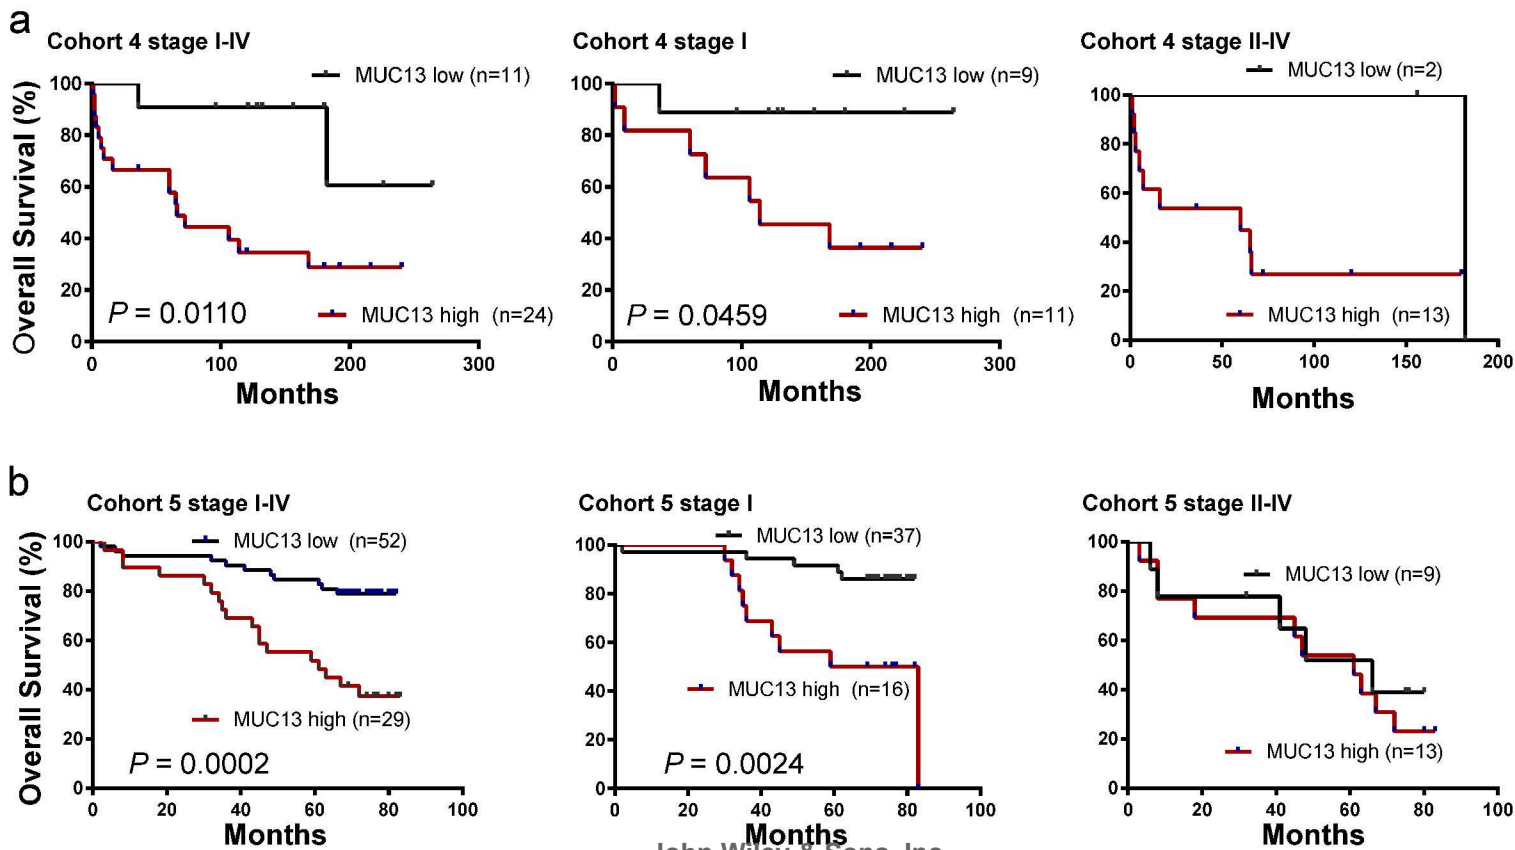 a
Cohort 4 stage I-IV
MUC13 low (n=11)
Overall Survival (%)
100
80
60
40
20
0
P = 0.0110
MUC13 high (n=24)
0 100 200 300
Months
Cohort 4 stage I
MUC13 low (n=9)
100
80
60
40
20
0
P = 0.0459
MUC13 high (n=11)
0 100 200 300
Months
Cohort 4 stage II-IV
MUC13 low (n=2)
100
80
60
40
20
0
MUC13 high (n=13)
0 50 100 150 200
Months
b
Cohort 5 stage I-IV
MUC13 low (n=52)
Overall Survival (%)
100
80
60
40
20
0
MUC13 high (n=29)
P = 0.0002
0 20 40 60 80 100
Months
Cohort 5 stage I
MUC13 low (n=37)
100
80
60
40
20
0
MUC13 high (n=16)
P = 0.0024
0 20 40 60 80 100
Months
Cohort 5 stage II-IV
MUC13 low (n=9)
100
80
60
40
20
0
MUC13 high (n=13)
0 20 40 60 80 100
Months
John Wiley & Sons, Inc